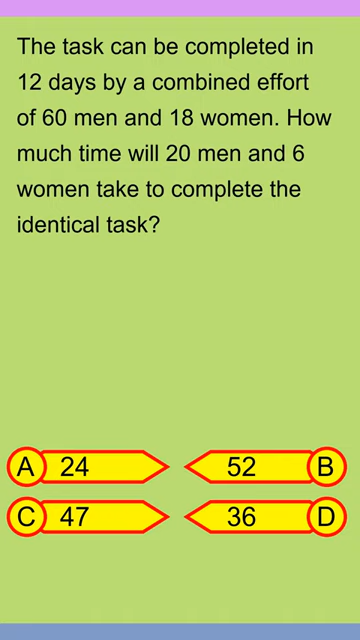 The task can be completed in
12 days by a combined effort
of 60 men and 18 women. How
much time will 20 men and 6
women take to complete the
identical task?
A 24
52 B
C 47
36 D